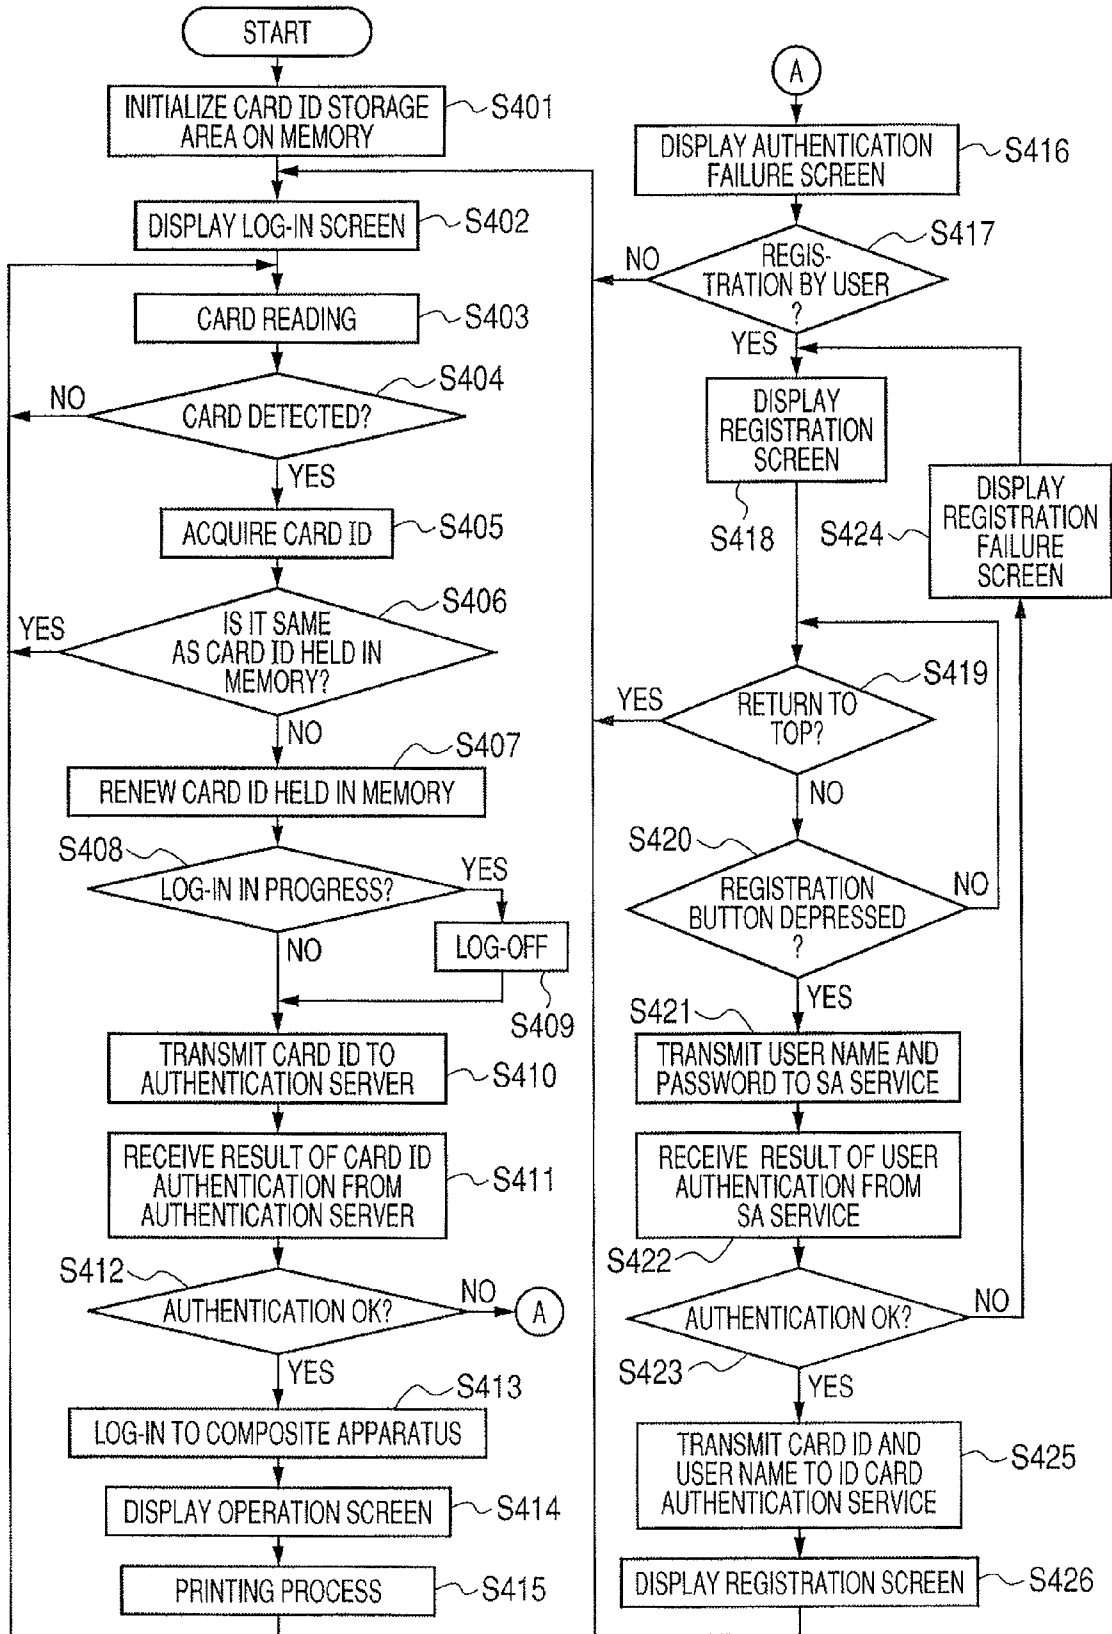 START
INITIALIZE CARD ID STORAGE
AREA ON MEMORY
S401
DISPLAY LOG-IN SCREEN
S402
CARD READING
S403
S404
NO
CARD DETECTED?
YES
ACQUIRE CARD ID
S405
S406
YES
IS IT SAME
AS CARD ID HELD IN
MEMORY?
NO
S407
RENEW CARD ID HELD IN MEMORY
S408
YES
LOG-IN IN PROGRESS?
NO
LOG-OFF
S409
TRANSMIT CARD ID TO
AUTHENTICATION SERVER
S410
RECEIVE RESULT OF CARD ID
AUTHENTICATION FROM
AUTHENTICATION SERVER
S411
S412
NO
AUTHENTICATION OK?
A
YES
S413
LOG-IN TO COMPOSITE APPARATUS
DISPLAY OPERATION SCREEN
S414
PRINTING PROCESS
S415
A
DISPLAY AUTHENTICATION
FAILURE SCREEN
S416
S417
NO
REGIS-
TRATION BY USER
?
YES
DISPLAY
REGISTRATION
SCREEN
S418
S424
DISPLAY
REGISTRATION
FAILURE
SCREEN
S419
YES
RETURN TO
TOP?
NO
S420
NO
REGISTRATION
BUTTON DEPRESSED
?
YES
S421
TRANSMIT USER NAME AND
PASSWORD TO SA SERVICE
RECEIVE RESULT OF USER
AUTHENTICATION FROM
SA SERVICE
S422
NO
AUTHENTICATION OK?
S423
YES
TRANSMIT CARD ID AND
USER NAME TO ID CARD
AUTHENTICATION SERVICE
S425
DISPLAY REGISTRATION SCREEN
S426